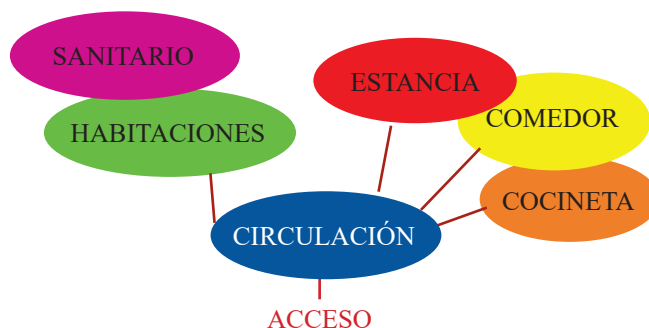 SANITARIO
ESTANCIA
COMEDOR
HABITACIONES
COCINETA
CIRCULACIÓN
ACCESO